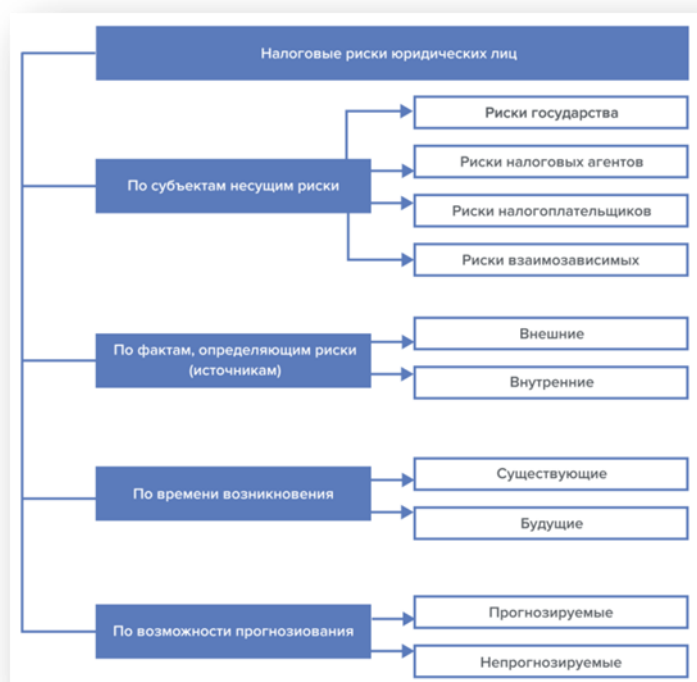 Налоговые риски юридических лиц
По субъектам несущим риски
Риски государства
Риски налоговых агентов
Риски налогоплательщиков
Риски взаимозависимых
По фактам, определяющим риски
(источникам)
Внешние
Внутренние
По времени возникновения
Существующие
Будущие
По возможности прогнозиования
Прогнозируемые
Непрогнозируемые